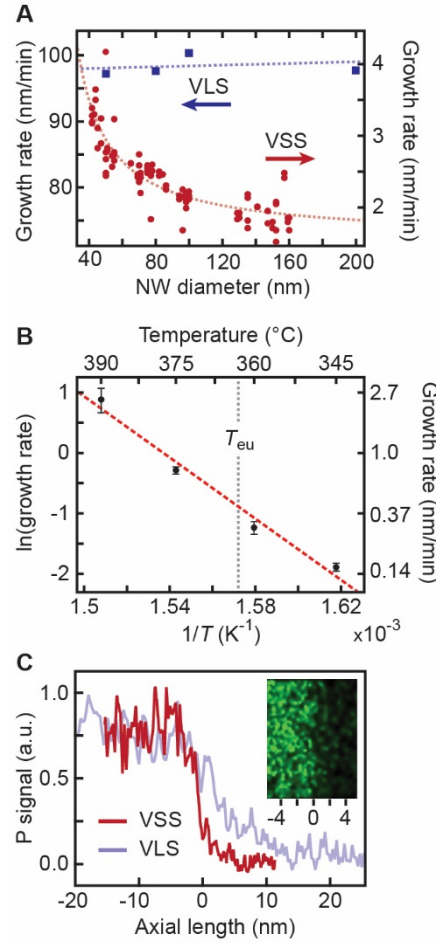 A
Growth rate (nm/min)
100
90
80
VLS
VSS
4
3
2
Growth rate (nm/min)
40
80
120
160
200
NW diameter (nm)
B
Temperature (°C)
390
375
360
345
ln(growth rate)
1
0
-1
-2
T_eu
2.7
1.0
0.37
0.14
Growth rate (nm/min)
1.5
1.54
1.58
1.62
1/T (K⁻¹)
x10⁻³
C
P signal (a.u.)
1.0
0.5
0.0
-4
0
4
VSS
VLS
-20
-10
0
10
20
Axial length (nm)